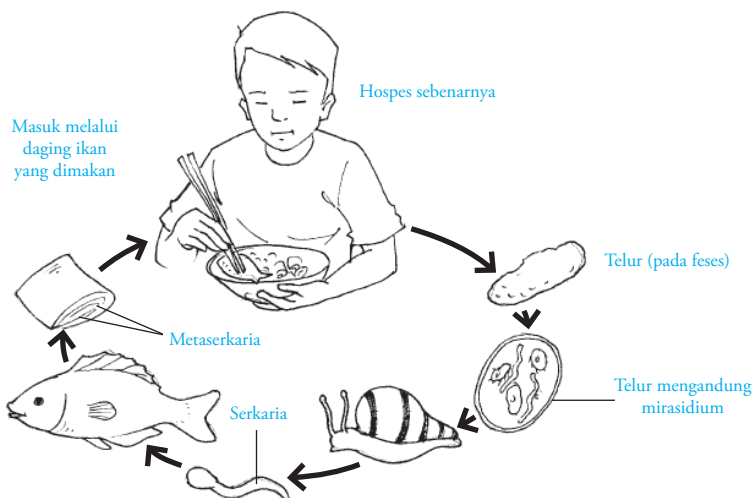 Hospes sebenarnya
Masuk melalui
daging ikan
yang dimakan
Telur (pada feses)
Metaserkaria
Telur mengandung
mirasidium
Serkaria